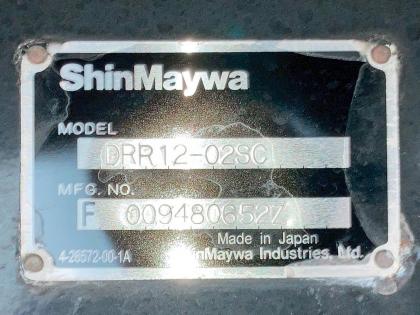 ShinMaywa
MODEL
DRR12-02SC
MFG. NO.
F 0094806527
Made in Japan
4-26572-00-1A ShinMaywa Industries, Ltd.